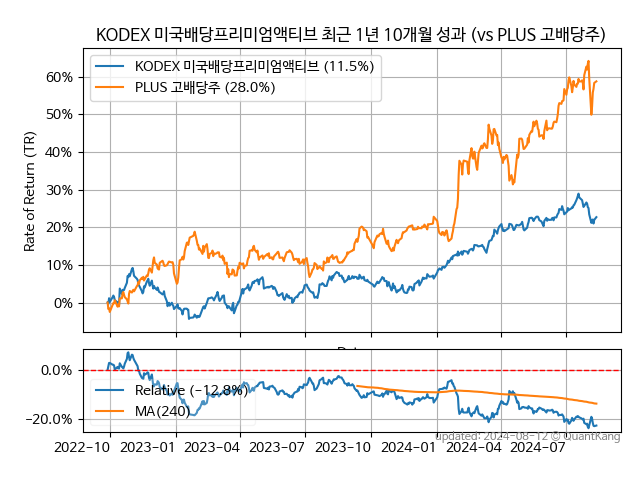 KODEX 미국배당프리미엄액티브 최근 1년 10개월 성과 (vs PLUS 고배당주)
KODEX 미국배당프리미엄액티브 (11.5%)
PLUS 고배당주 (28.0%)
Rate of Return (TR)
60%
50%
40%
30%
20%
10%
0%
0.0%
-20.0%
Relative (-12.8%)
MA(240)
2022-10
2023-01
2023-04
2023-07
2023-10
2024-01
2024-04
2024-07
updated: 2024-08-12 © QuantKang